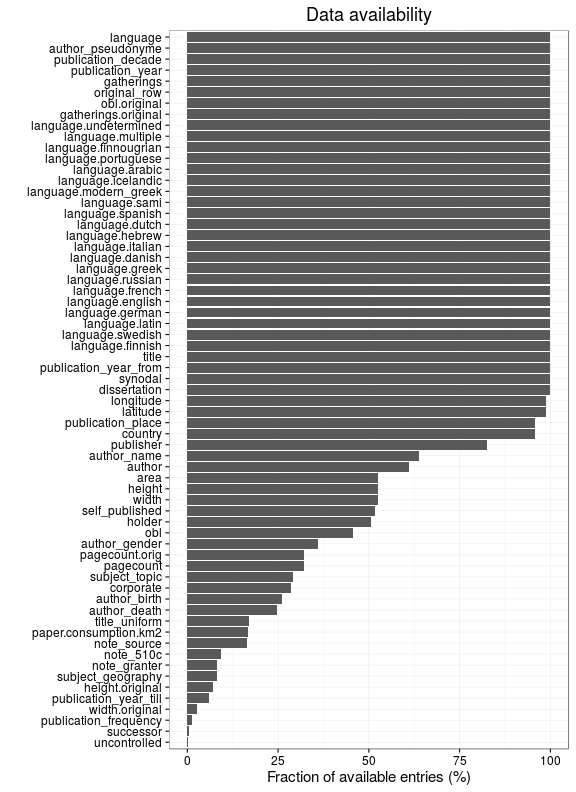 Data availability
language
author_pseudonyme
publication_decade
publication_year
gatherings
original_row
obl.original
gatherings.original
language.undetermined
language.multiple
language.finnougrian
language.portuguese
language.arabic
language.icelandic
language.modern_greek
language.sami
language.spanish
language.dutch
language.hebrew
language.italian
language.danish
language.greek
language.russian
language.french
language.english
language.german
language.latin
language.swedish
language.finnish
title
publication_year_from
synodal
dissertation
longitude
latitude
publication_place
country
publisher
author_name
author
area
height
width
self_published
holder
obl
author_gender
pagecount.orig
pagecount
subject_topic
corporate
author_birth
author_death
title_uniform
paper.consumption.km2
note_source
note_510c
note_granter
subject_geography
height.original
publication_year_till
width.original
publication_frequency
successor
uncontrolled
0 25 50 75 100
Fraction of available entries (%)